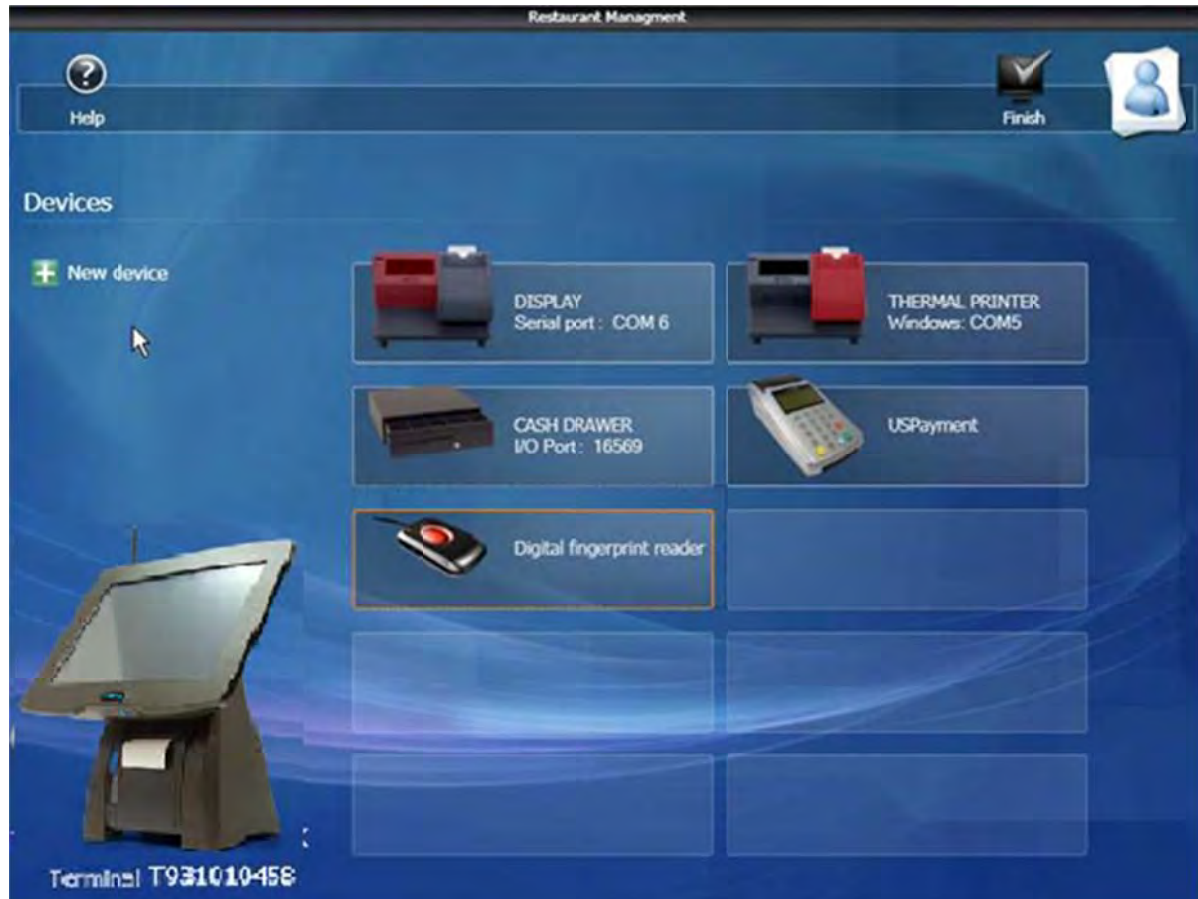 Restaurant Managment
Help
Finish
Devices
New device
DISPLAY
Serial port : COM 6
THERMAL PRINTER
Windows: COM5
CASH DRAWER
I/O Port : 16569
USPayment
Digital fingerprint reader
Terminal T931010458